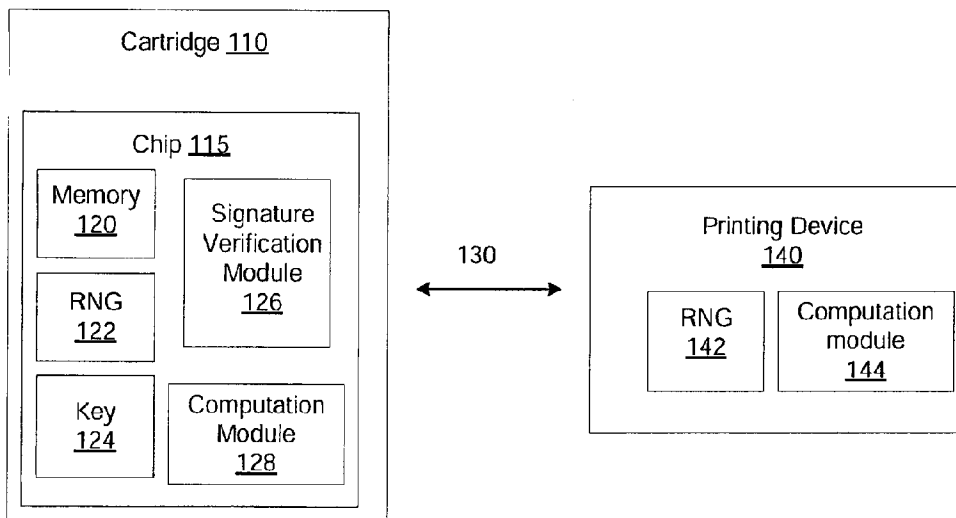 Cartridge 110
Chip 115
Memory
120
Signature
Verification
Module
126
RNG
122
Key
124
Computation
Module
128
130
Printing Device
140
RNG
142
Computation
module
144